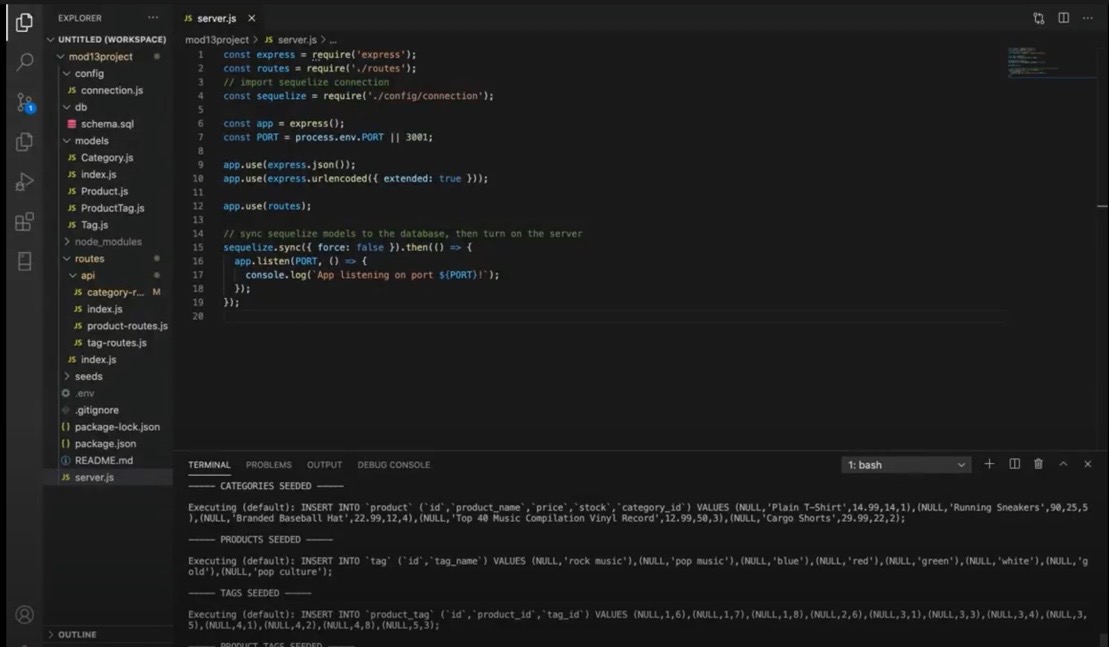 EXPLORER
UNTITLED (WORKSPACE)
mod13project
config
JS connection.js
db
schema.sql
models
JS Category.js
JS index.js
JS Product.js
JS ProductTag.js
JS Tag.js
node_modules
routes
api
JS category-r... M
JS index.js
JS product-routes.js
JS tag-routes.js
JS index.js
seeds
.env
.gitignore
{} package-lock.json
{} package.json
README.md
JS server.js
OUTLINE
1
JS server.js ×
mod13project > JS server.js > ...
1 const express = require('express');
2 const routes = require('./routes');
3 // import sequelize connection
4 const sequelize = require('./config/connection');
5
6 const app = express();
7 const PORT = process.env.PORT || 3001;
8
9 app.use(express.json());
10 app.use(express.urlencoded({ extended: true }));
11
12 app.use(routes);
13
14 // sync sequelize models to the database, then turn on the server
15 sequelize.sync({ force: false }).then(() => {
16 app.listen(PORT, () => {
17 console.log(`App listening on port ${PORT}!`);
18 });
19 });
20
TERMINAL PROBLEMS OUTPUT DEBUG CONSOLE 1: bash
----- CATEGORIES SEEDED -----
Executing (default): INSERT INTO `product` (`id`,`product_name`,`price`,`stock`,`category_id`) VALUES (NULL,'Plain T-Shirt',14.99,14,1),(NULL,'Running Sneakers',90,25,5
),(NULL,'Branded Baseball Hat',22.99,12,4),(NULL,'Top 40 Music Compilation Vinyl Record',12.99,50,3),(NULL,'Cargo Shorts',29.99,22,2);
----- PRODUCTS SEEDED -----
Executing (default): INSERT INTO `tag` (`id`,`tag_name`) VALUES (NULL,'rock music'),(NULL,'pop music'),(NULL,'blue'),(NULL,'red'),(NULL,'green'),(NULL,'white'),(NULL,'g
old'),(NULL,'pop culture');
----- TAGS SEEDED -----
Executing (default): INSERT INTO `product_tag` (`id`,`product_id`,`tag_id`) VALUES (NULL,1,6),(NULL,1,7),(NULL,1,8),(NULL,2,6),(NULL,3,1),(NULL,3,3),(NULL,3,4),(NULL,3,
5),(NULL,4,1),(NULL,4,2),(NULL,4,8),(NULL,5,3);
----- PRODUCT TAGS SEEDED -----